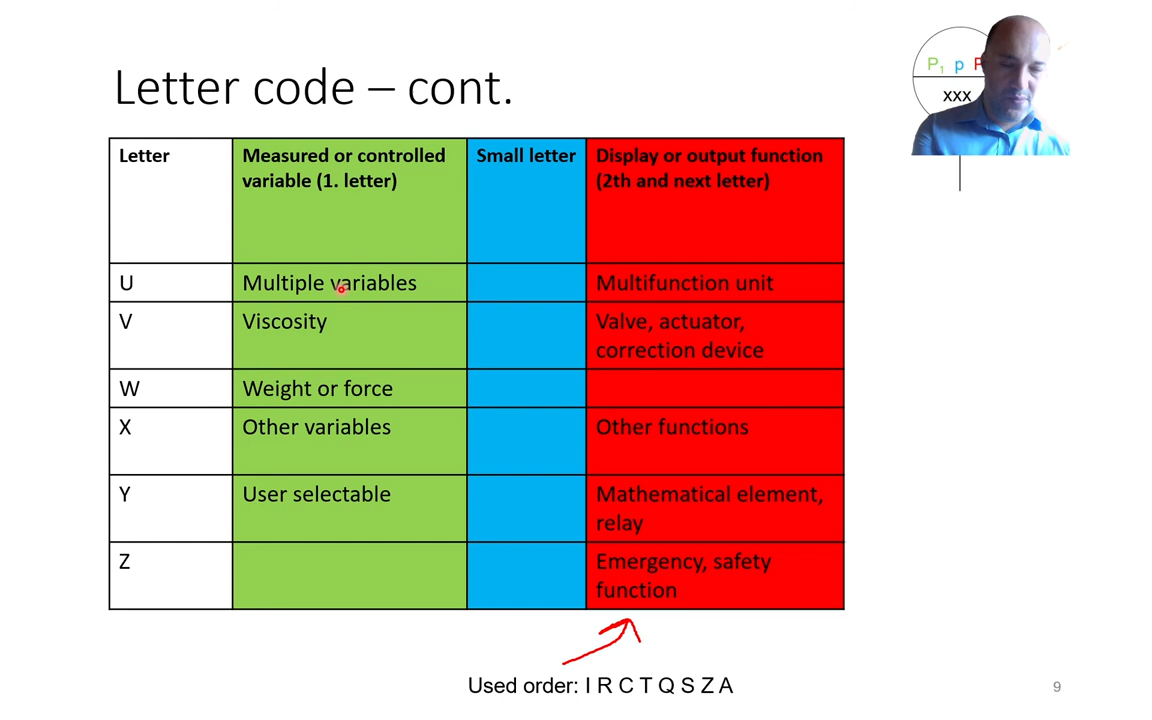 Letter code – cont.
P1 p P
xxx
Letter
Measured or controlled
variable (1. letter)
Small letter
Display or output function
(2th and next letter)
U
Multiple variables
Multifunction unit
V
Viscosity
Valve, actuator,
correction device
W
Weight or force
X
Other variables
Other functions
Y
User selectable
Mathematical element,
relay
Z
Emergency, safety
function
Used order: I R C T Q S Z A
9